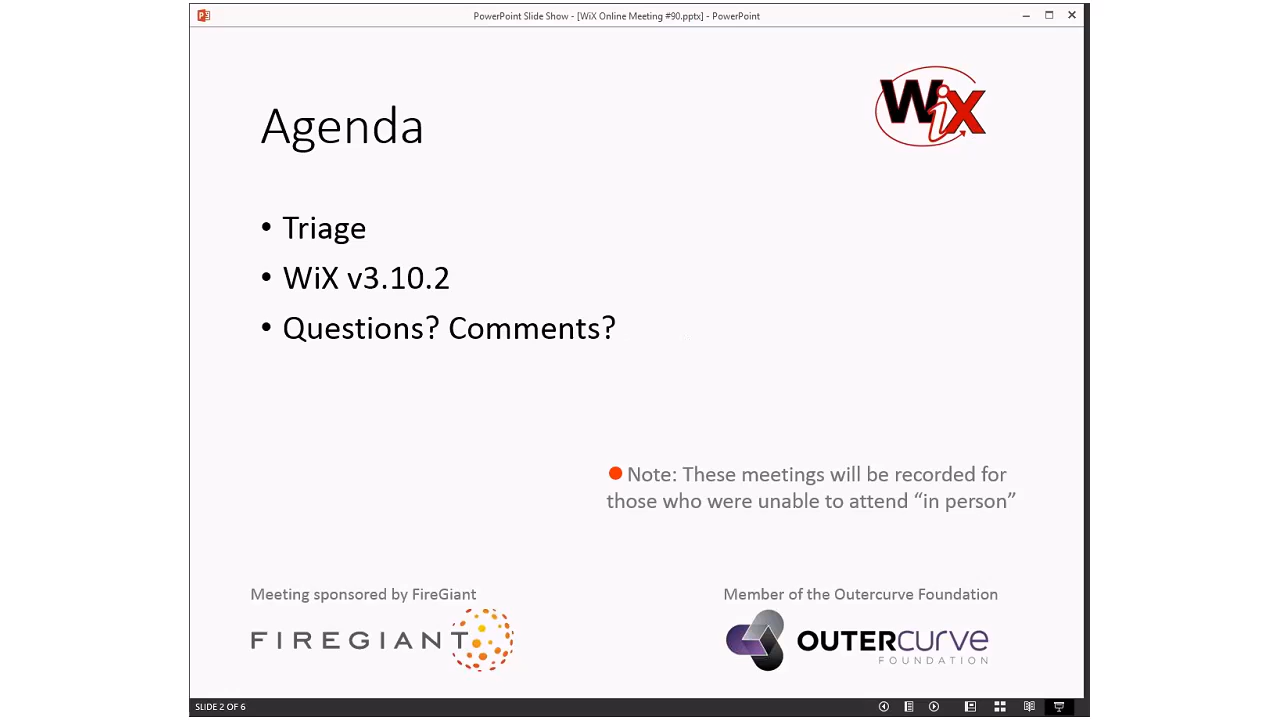 PowerPoint Slide Show - [WiX Online Meeting #90.pptx] - PowerPoint
WiX
Agenda
• Triage
• WiX v3.10.2
• Questions? Comments?
Note: These meetings will be recorded for
those who were unable to attend “in person”
Meeting sponsored by FireGiant
FIREGIANT
Member of the Outercurve Foundation
OUTERCURVE
FOUNDATION
SLIDE 2 OF 6